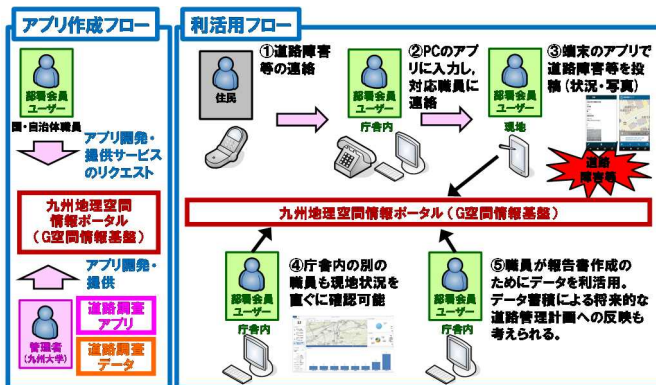 アプリ作成フロー
部署会員
ユーザー
国・自治体職員
アプリ開発・
提供サービス
のリクエスト
九州地理空間
情報ポータル
(G空間情報基盤)
アプリ開発・
提供
管理者
(九州大学)
道路調査
アプリ
道路調査
データ
利活用フロー
住民
①道路障害
等の連絡
部署会員
ユーザー
庁舎内
②PCのアプ
リに入力し,
対応職員に
連絡
部署会員
ユーザー
現地
③端末のアプリで
道路障害等を投
稿(状況・写真)
道路
障害等
九州地理空間情報ポータル(G空間情報基盤)
部署会員
ユーザー
庁舎内
④庁舎内の別の
職員も現地状況を
直ぐに確認可能
部署会員
ユーザー
庁舎内
⑤職員が報告書作成の
ためにデータを利活用。
データ蓄積による将来的な
道路管理計画への反映も
考えられる。